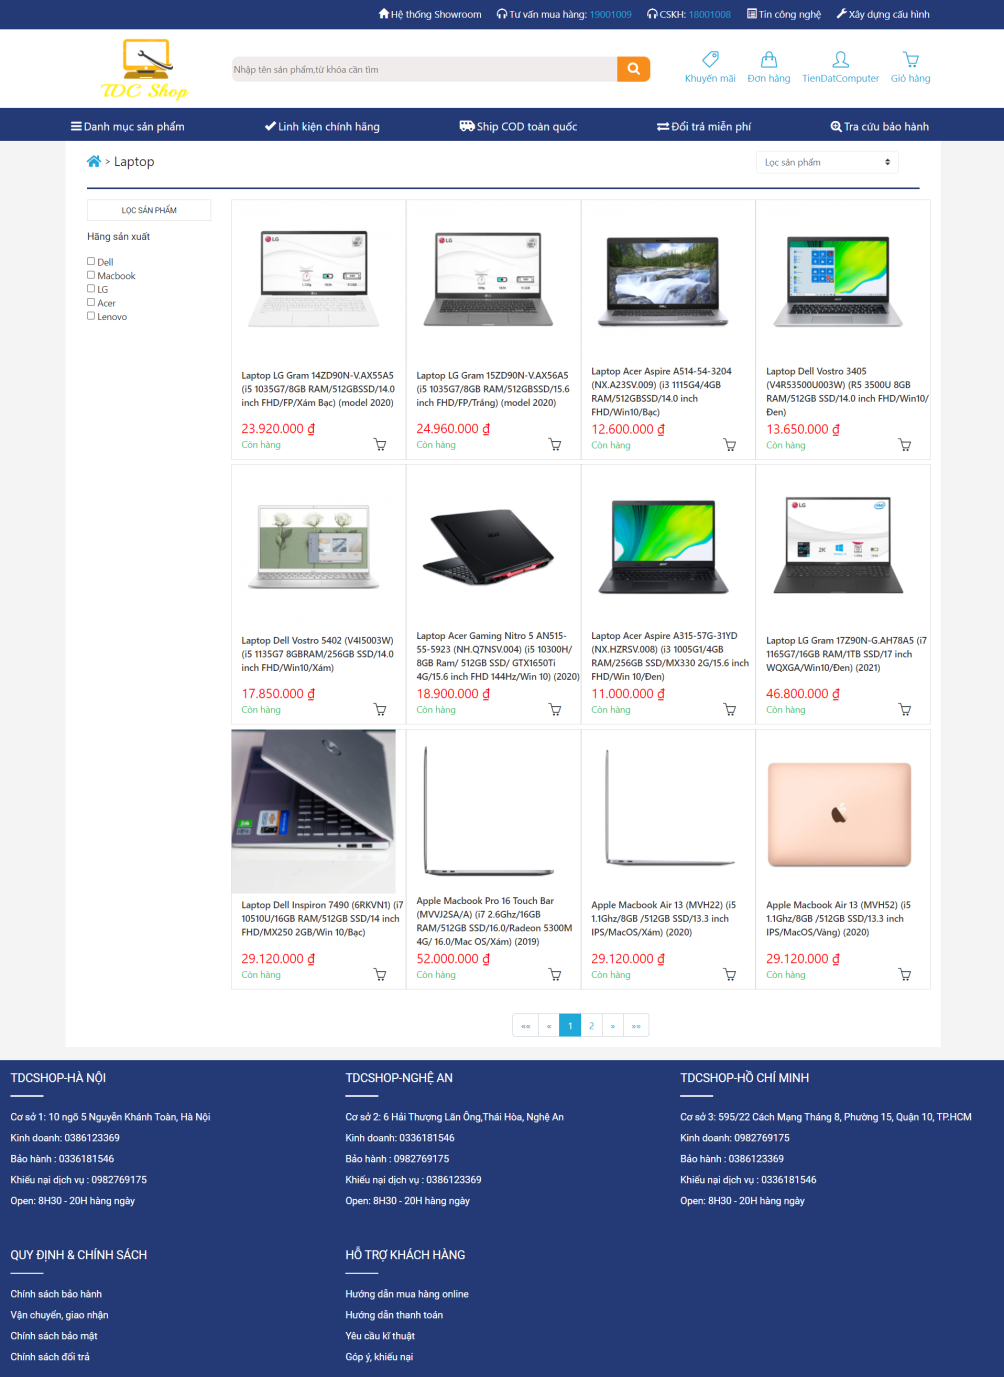 Hệ thống Showroom
Tư vấn mua hàng: 19001009
CSKH: 18001008
Tin công nghệ
Xây dựng cấu hình
TDC Shop
Nhập tên sản phẩm,từ khóa cần tìm
Khuyến mãi
Đơn hàng
TienDatComputer
Giỏ hàng
Danh mục sản phẩm
Linh kiện chính hãng
Ship COD toàn quốc
Đổi trả miễn phí
Tra cứu bảo hành
> Laptop
Lọc sản phẩm
LỌC SẢN PHẨM
Hãng sản xuất
Dell
Macbook
LG
Acer
Lenovo
Laptop LG Gram 14ZD90N-V.AX55A5
(i5 1035G7/8GB RAM/512GBSSD/14.0
inch FHD/FP/Xám Bạc) (model 2020)
23.920.000 ₫
Còn hàng
Laptop LG Gram 15ZD90N-V.AX56A5
(i5 1035G7/8GB RAM/512GBSSD/15.6
inch FHD/FP/Trắng) (model 2020)
24.960.000 ₫
Còn hàng
Laptop Acer Aspire A514-54-3204
(NX.A23SV.009) (i3 1115G4/4GB
RAM/512GBSSD/14.0 inch
FHD/Win10/Bạc)
12.600.000 ₫
Còn hàng
Laptop Dell Vostro 3405
(V4R53500U003W) (R5 3500U 8GB
RAM/512GB SSD/14.0 inch FHD/Win10/
Đen)
13.650.000 ₫
Còn hàng
Laptop Dell Vostro 5402 (V4I5003W)
(i5 1135G7 8GBRAM/256GB SSD/14.0
inch FHD/Win10/Xám)
17.850.000 ₫
Còn hàng
Laptop Acer Gaming Nitro 5 AN515-
55-5923 (NH.Q7NSV.004) (i5 10300H/
8GB Ram/ 512GB SSD/ GTX1650Ti
4G/15.6 inch FHD 144Hz/Win 10) (2020)
18.900.000 ₫
Còn hàng
Laptop Acer Aspire A315-57G-31YD
(NX.HZRSV.008) (i3 1005G1/4GB
RAM/256GB SSD/MX330 2G/15.6 inch
FHD/Win 10/Đen)
11.000.000 ₫
Còn hàng
LG
2K
Laptop LG Gram 17Z90N-G.AH78A5 (i7
1165G7/16GB RAM/1TB SSD/17 inch
WQXGA/Win10/Đen) (2021)
46.800.000 ₫
Còn hàng
Laptop Dell Inspiron 7490 (6RKVN1) (i7
10510U/16GB RAM/512GB SSD/14 inch
FHD/MX250 2GB/Win 10/Bạc)
29.120.000 ₫
Còn hàng
Apple Macbook Pro 16 Touch Bar
(MVVJ2SA/A) (i7 2.6Ghz/16GB
RAM/512GB SSD/16.0/Radeon 5300M
4G/ 16.0/Mac OS/Xám) (2019)
52.000.000 ₫
Còn hàng
Apple Macbook Air 13 (MVH22) (i5
1.1Ghz/8GB /512GB SSD/13.3 inch
IPS/MacOS/Xám) (2020)
29.120.000 ₫
Còn hàng
Apple Macbook Air 13 (MVH52) (i5
1.1Ghz/8GB /512GB SSD/13.3 inch
IPS/MacOS/Vàng) (2020)
29.120.000 ₫
Còn hàng
«« « 1 2 » »»
TDCSHOP-HÀ NỘI
Cơ sở 1: 10 ngõ 5 Nguyễn Khánh Toàn, Hà Nội
Kinh doanh: 0386123369
Bảo hành : 0336181546
Khiếu nại dịch vụ : 0982769175
Open: 8H30 - 20H hàng ngày
TDCSHOP-NGHỆ AN
Cơ sở 2: 6 Hải Thượng Lãn Ông,Thái Hòa, Nghệ An
Kinh doanh: 0336181546
Bảo hành : 0982769175
Khiếu nại dịch vụ : 0386123369
Open: 8H30 - 20H hàng ngày
TDCSHOP-HỒ CHÍ MINH
Cơ sở 3: 595/22 Cách Mạng Tháng 8, Phường 15, Quận 10, TP.HCM
Kinh doanh: 0982769175
Bảo hành : 0386123369
Khiếu nại dịch vụ : 0336181546
Open: 8H30 - 20H hàng ngày
QUY ĐỊNH & CHÍNH SÁCH
Chính sách bảo hành
Vận chuyển, giao nhận
Chính sách bảo mật
Chính sách đổi trả
HỖ TRỢ KHÁCH HÀNG
Hướng dẫn mua hàng online
Hướng dẫn thanh toán
Yêu cầu kĩ thuật
Góp ý, khiếu nại